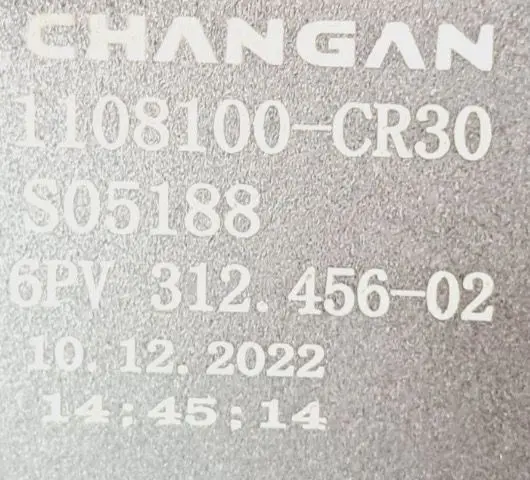 CHANGAN
1108100-CR30
S05188
6PV 312.456-02
10.12.2022
14:45:14